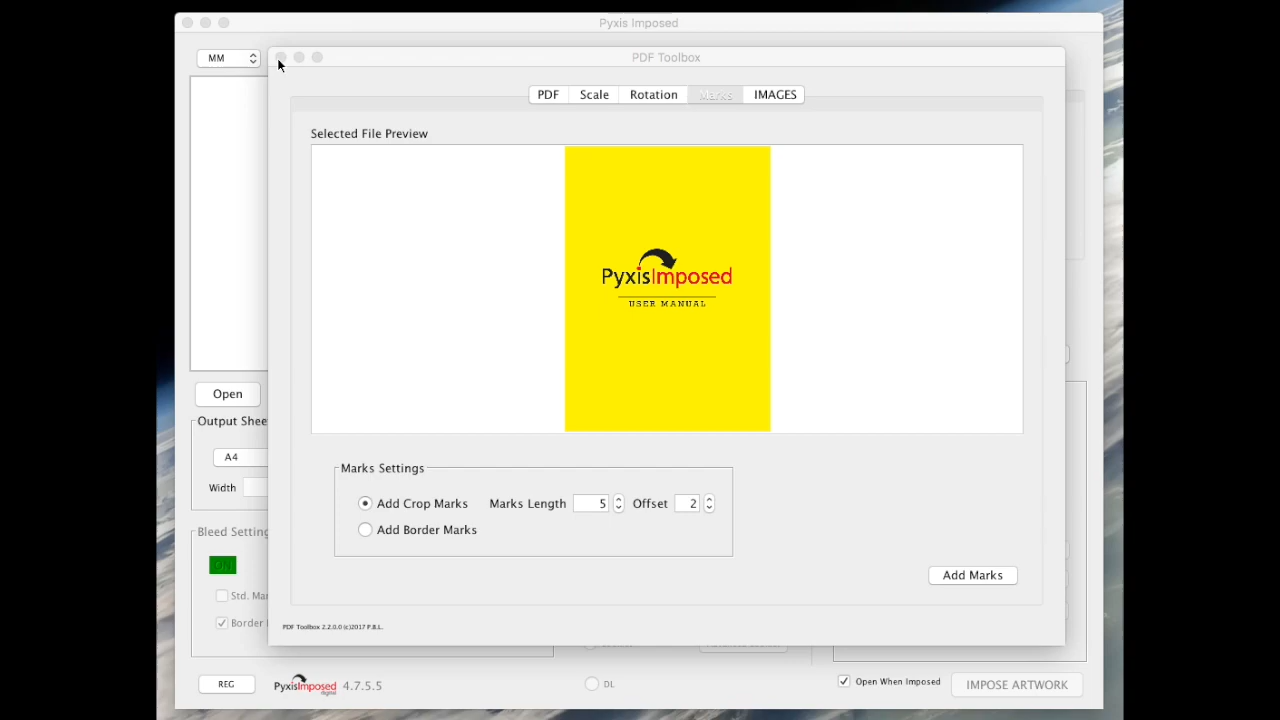 Pyxis Imposed
MM
PDF Toolbox
PDF Scale Rotation Marks IMAGES
Selected File Preview
PyxisImposed
USER MANUAL
Open
Output Shee
A4
Width
Marks Settings
Add Crop Marks Marks Length 5 Offset 2
Add Border Marks
Bleed Setting
ON
Std. Mar
Border
Add Marks
PDF Toolbox 2.2.0.0 (c)2017 P.B.L.
REG PyxisImposed digital 4.7.5.5 DL Open When Imposed IMPOSE ARTWORK